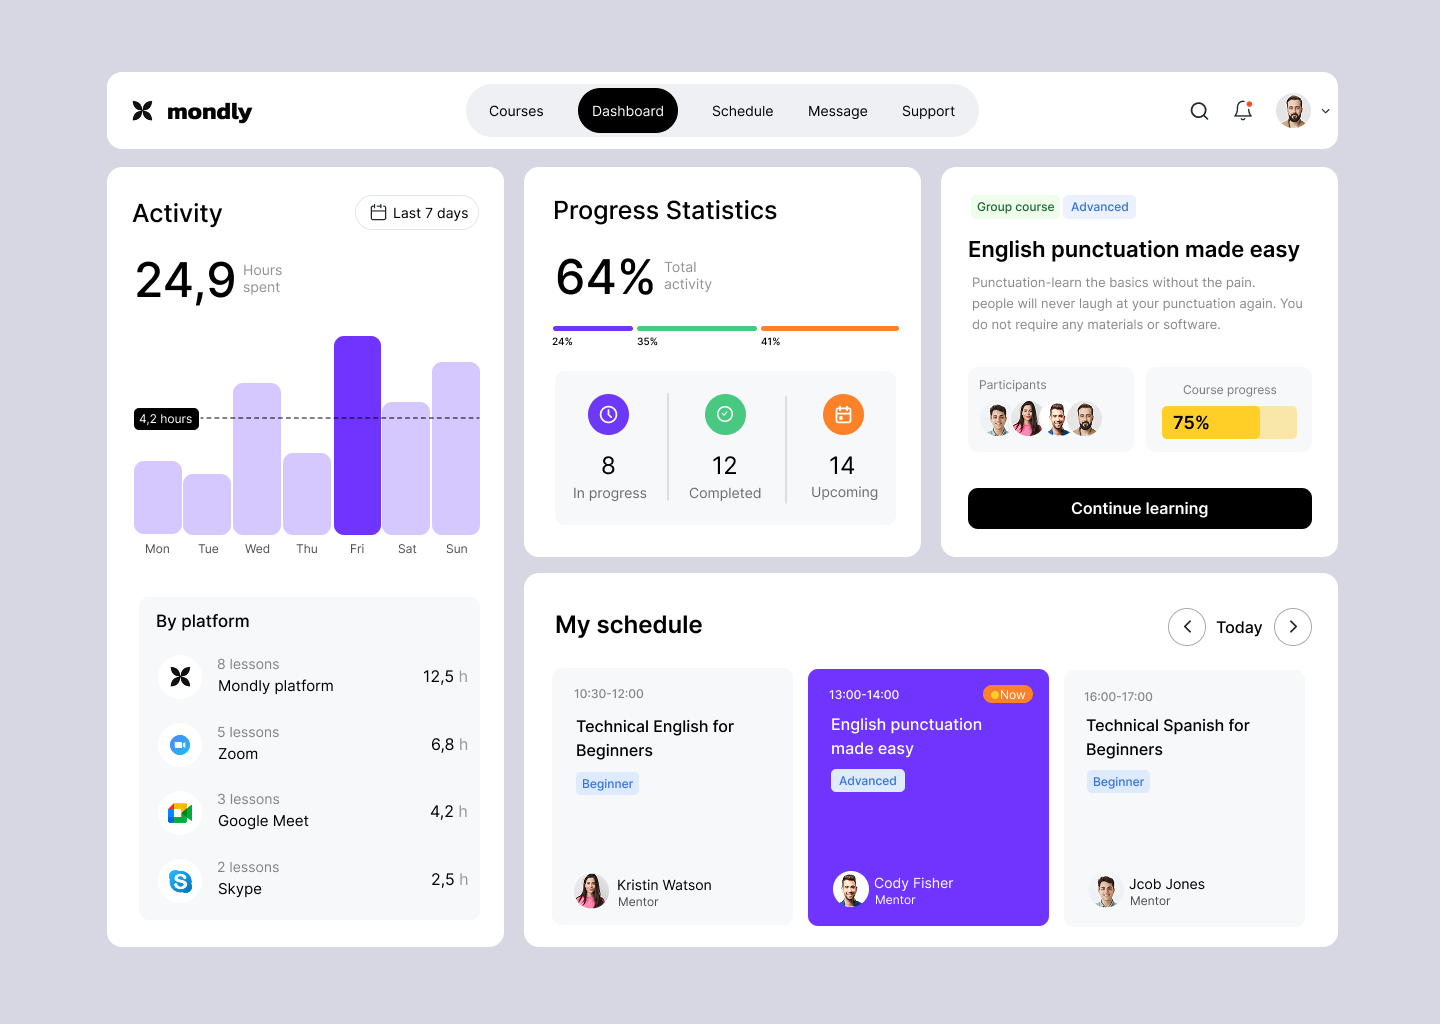 mondly
Courses
Dashboard
Schedule
Message
Support
Activity
Last 7 days
24,9
Hours
spent
4,2 hours
Mon
Tue
Wed
Thu
Fri
Sat
Sun
By platform
8 lessons
Mondly platform
12,5 h
5 lessons
Zoom
6,8 h
3 lessons
Google Meet
4,2 h
2 lessons
Skype
2,5 h
Progress Statistics
64%
Total
activity
24%
35%
41%
8
In progress
12
Completed
14
Upcoming
Group course
Advanced
English punctuation made easy
Punctuation-learn the basics without the pain.
people will never laugh at your punctuation again. You
do not require any materials or software.
Participants
Course progress
75%
Continue learning
My schedule
Today
10:30-12:00
Technical English for
Beginners
Beginner
Kristin Watson
Mentor
13:00-14:00
Now
English punctuation
made easy
Advanced
Cody Fisher
Mentor
16:00-17:00
Technical Spanish for
Beginners
Beginner
Jcob Jones
Mentor